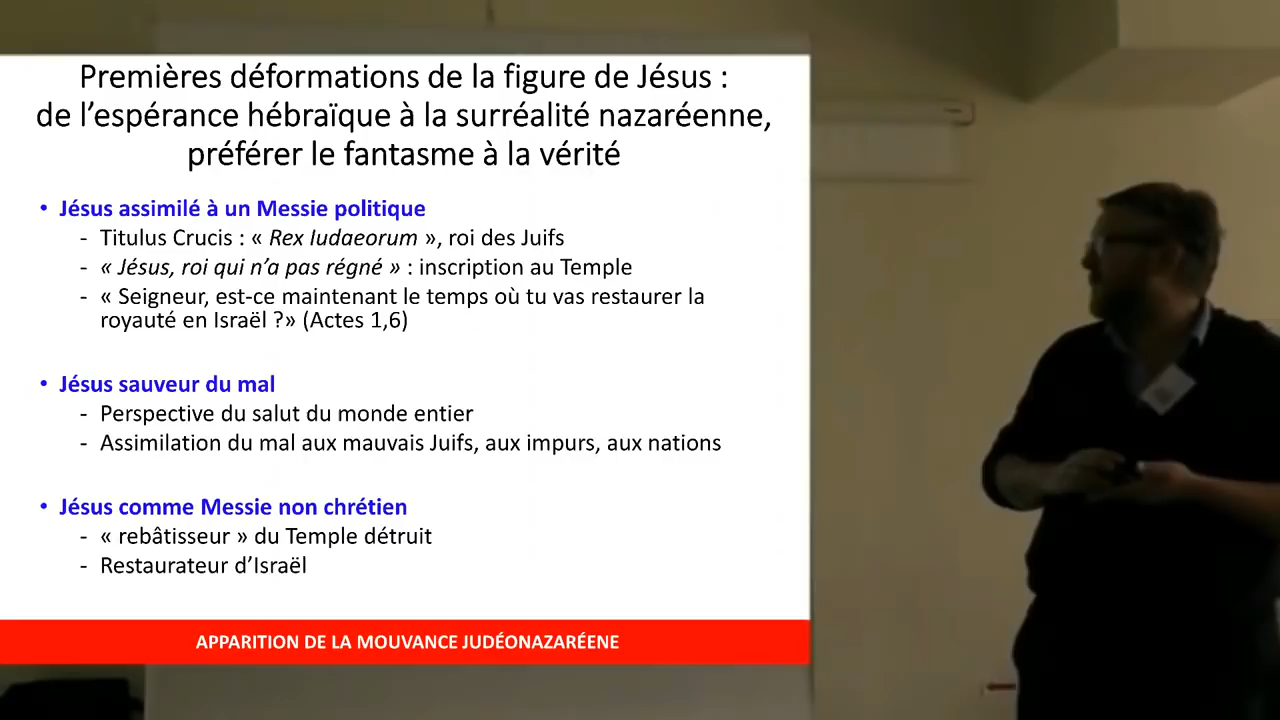 Premières déformations de la figure de Jésus :
de l’espérance hébraïque à la surréalité nazaréenne,
préférer le fantasme à la vérité
• Jésus assimilé à un Messie politique
- Titulus Crucis : « Rex Iudaeorum », roi des Juifs
- « Jésus, roi qui n’a pas régné » : inscription au Temple
- « Seigneur, est-ce maintenant le temps où tu vas restaurer la
royauté en Israël ?» (Actes 1,6)
• Jésus sauveur du mal
- Perspective du salut du monde entier
- Assimilation du mal aux mauvais Juifs, aux impurs, aux nations
• Jésus comme Messie non chrétien
- « rebâtisseur » du Temple détruit
- Restaurateur d’Israël
APPARITION DE LA MOUVANCE JUDÉONAZARÉENE